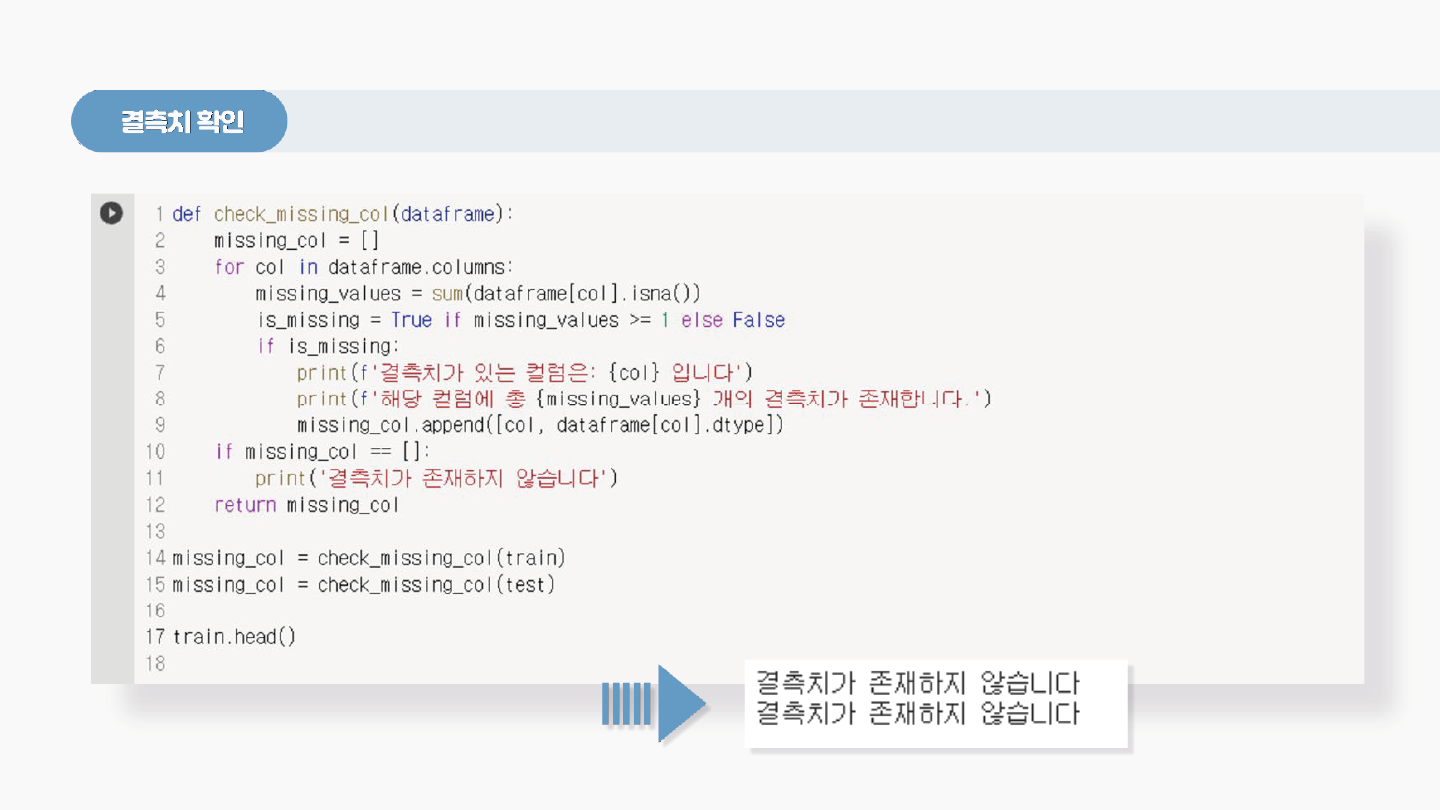 결측치 확인
1 def check_missing_col(dataframe):
2     missing_col = []
3     for col in dataframe.columns:
4         missing_values = sum(dataframe[col].isna())
5         is_missing = True if missing_values >= 1 else False
6         if is_missing:
7             print(f'결측치가 있는 컬럼은: {col} 입니다')
8             print(f'해당 컬럼에 총 {missing_values} 개의 결측치가 존재합니다.')
9             missing_col.append([col, dataframe[col].dtype])
10     if missing_col == []:
11         print('결측치가 존재하지 않습니다')
12     return missing_col
13
14 missing_col = check_missing_col(train)
15 missing_col = check_missing_col(test)
16
17 train.head()
18
결측치가 존재하지 않습니다
결측치가 존재하지 않습니다